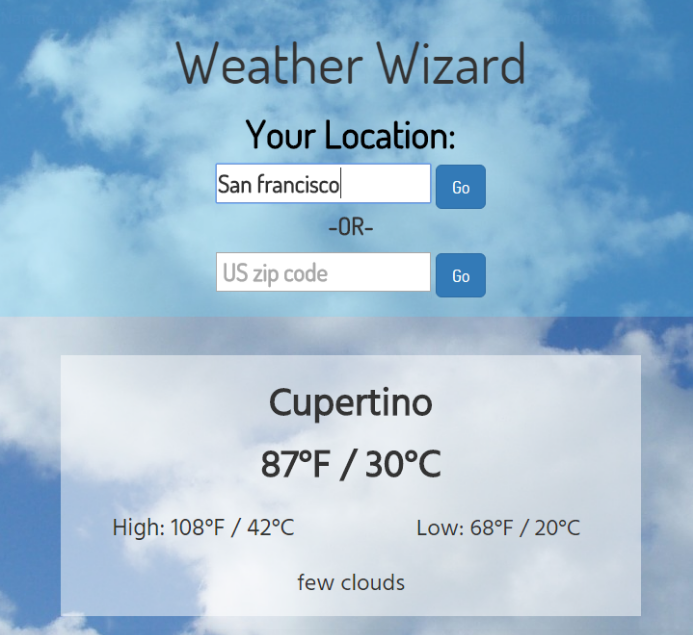 Weather Wizard
Your Location:
San francisco
Go
-OR-
US zip code
Go
Cupertino
87°F / 30°C
High: 108°F / 42°C
Low: 68°F / 20°C
few clouds